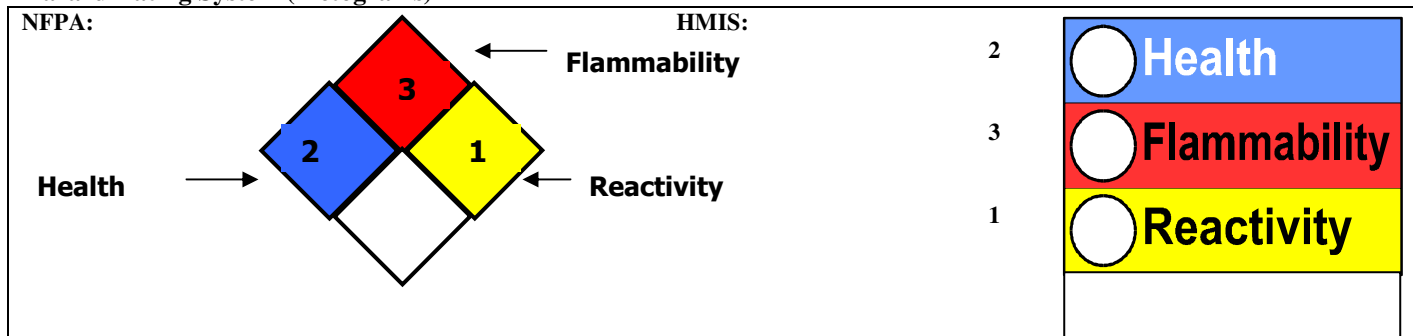 NFPA:
HMIS:
Flammability
3
2
1
Health
Reactivity
2
Health
3
Flammability
1
Reactivity